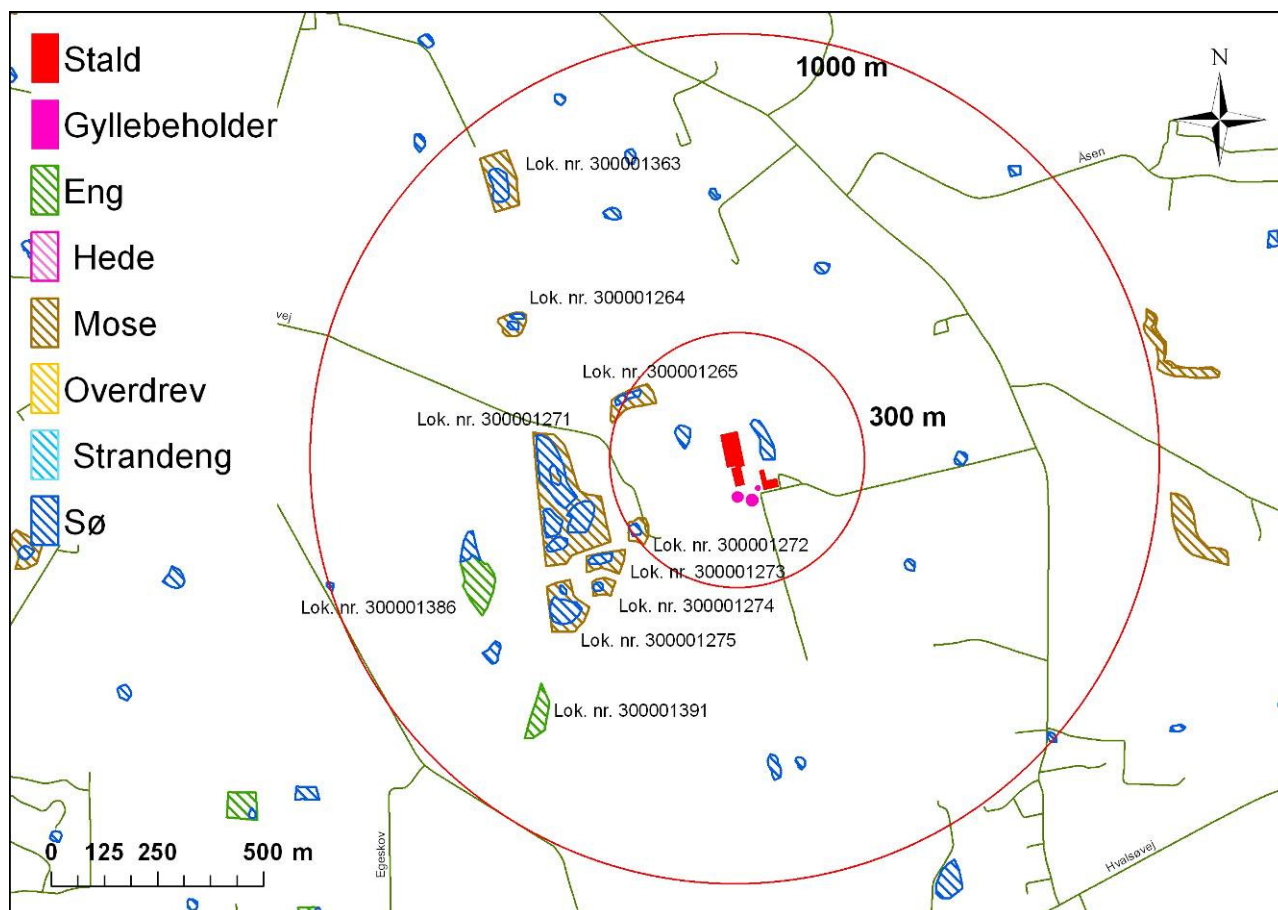 Stald
Gyllebeholder
Eng
Hede
Mose
Overdrev
Strandeng
Sø
1000 m
N
Åsen
Lok. nr. 300001363
Lok. nr. 300001264
vej
Lok. nr. 300001265
Lok. nr. 300001271
300 m
Lok. nr. 300001272
Lok. nr. 300001273
Lok. nr. 300001386
Lok. nr. 300001274
Lok. nr. 300001275
Lok. nr. 300001391
0 125 250 500 m
Egeskov
Hvalsøvej